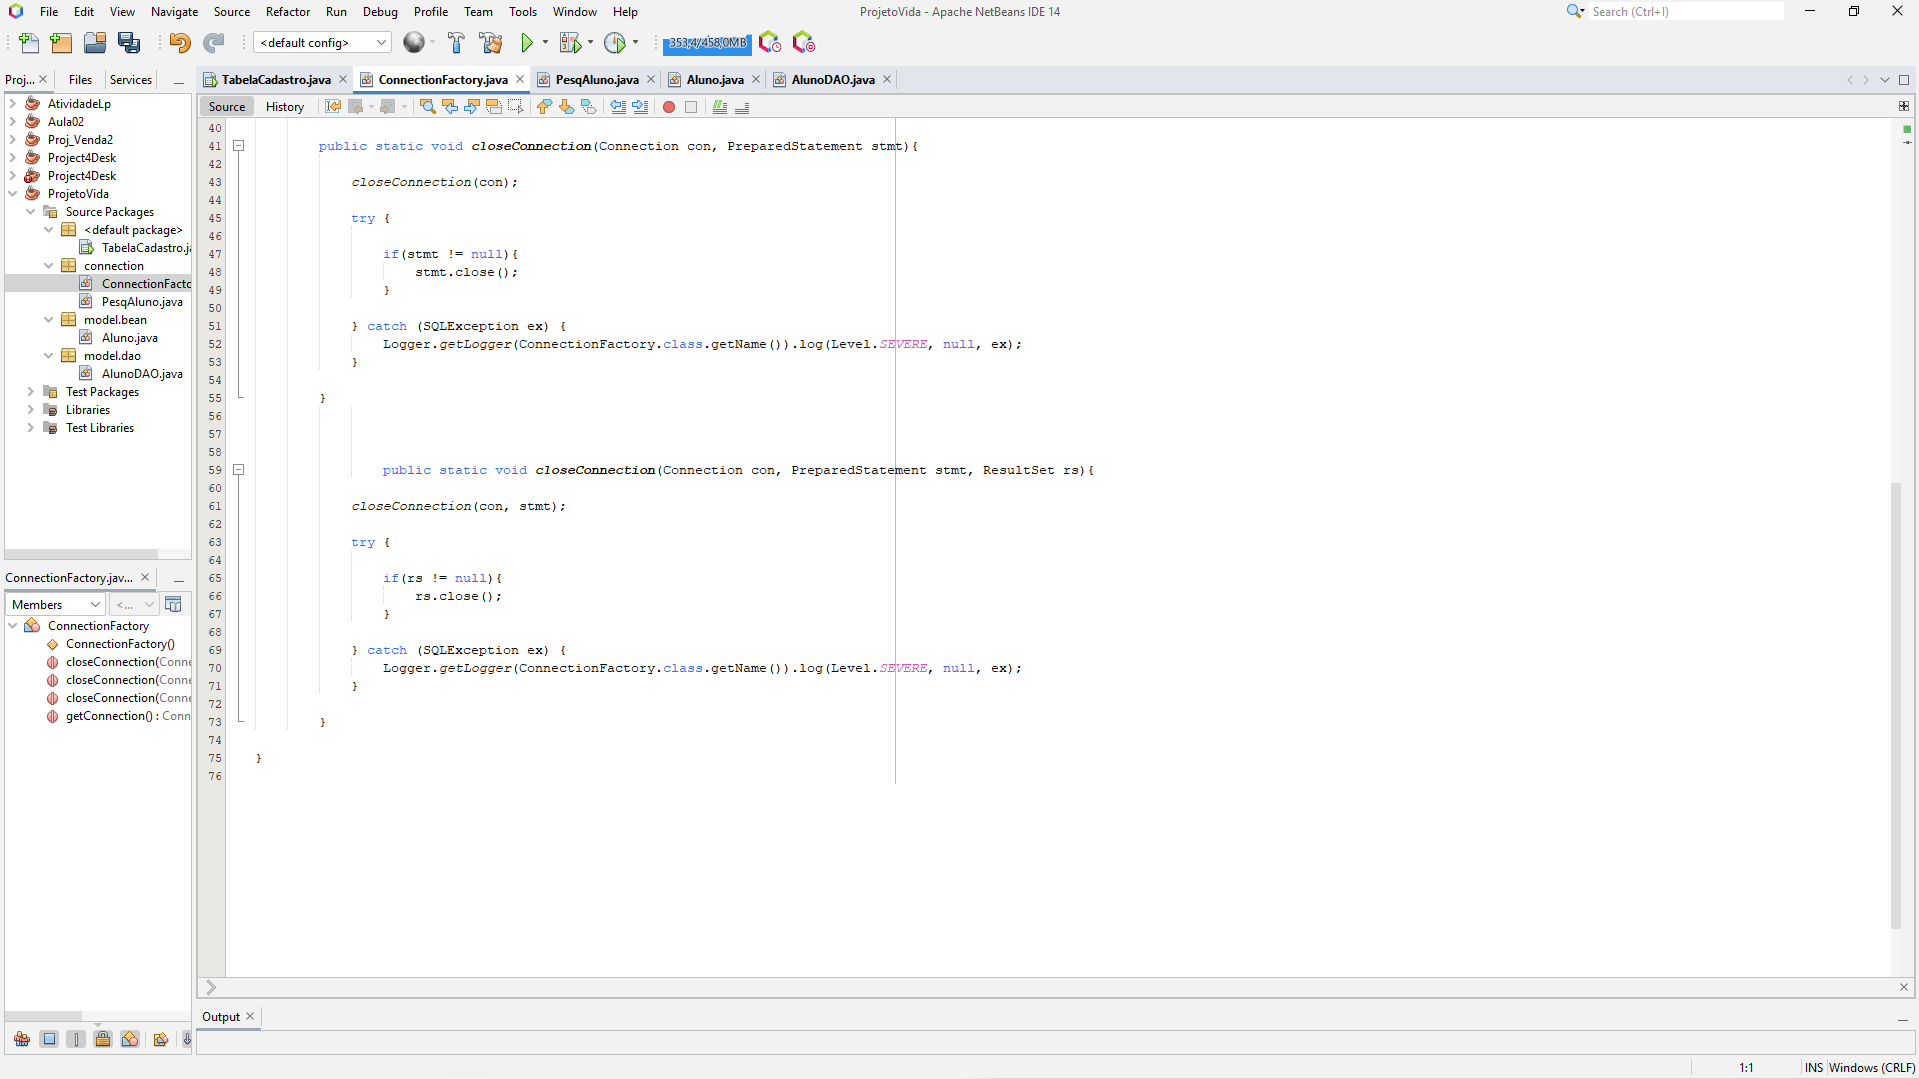 File Edit View Navigate Source Refactor Run Debug Profile Team Tools Window Help ProjetoVida - Apache NetBeans IDE 14 Search (Ctrl+I)
<default config> 353,4/458,0MB
Proj... Files Services TabelaCadastro.java ConnectionFactory.java PesqAluno.java Aluno.java AlunoDAO.java
Source History
AtividadeLp
Aula02
Proj_Venda2
Project4Desk
Project4Desk
ProjetoVida
Source Packages
<default package>
TabelaCadastro.ja
connection
ConnectionFacto
PesqAluno.java
model.bean
Aluno.java
model.dao
AlunoDAO.java
Test Packages
Libraries
Test Libraries
ConnectionFactory.jav...
Members <...
ConnectionFactory
ConnectionFactory()
closeConnection(Conne
closeConnection(Conne
closeConnection(Conne
getConnection() : Conn
40
41 public static void closeConnection(Connection con, PreparedStatement stmt){
42
43 closeConnection(con);
44
45 try {
46
47 if(stmt != null){
48 stmt.close();
49 }
50
51 } catch (SQLException ex) {
52 Logger.getLogger(ConnectionFactory.class.getName()).log(Level.SEVERE, null, ex);
53 }
54
55 }
56
57
58
59 public static void closeConnection(Connection con, PreparedStatement stmt, ResultSet rs){
60
61 closeConnection(con, stmt);
62
63 try {
64
65 if(rs != null){
66 rs.close();
67 }
68
69 } catch (SQLException ex) {
70 Logger.getLogger(ConnectionFactory.class.getName()).log(Level.SEVERE, null, ex);
71 }
72
73 }
74
75 }
76
Output
1:1 INS Windows (CRLF)